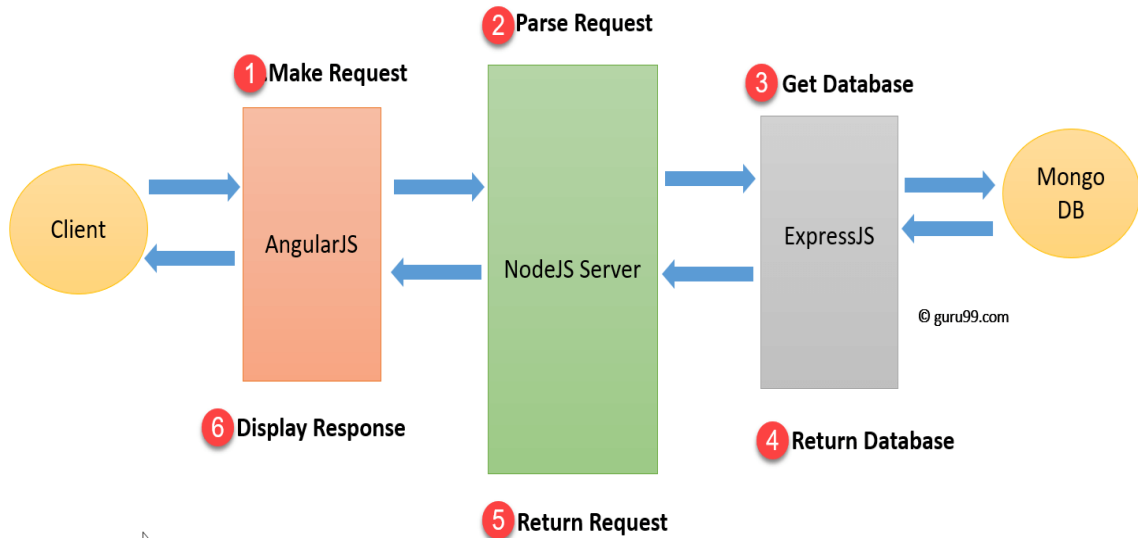 2 Parse Request
1 .Make Request
3 Get Database
Client
AngularJS
NodeJS Server
ExpressJS
Mongo
DB
© guru99.com
6 Display Response
4 Return Database
5 Return Request